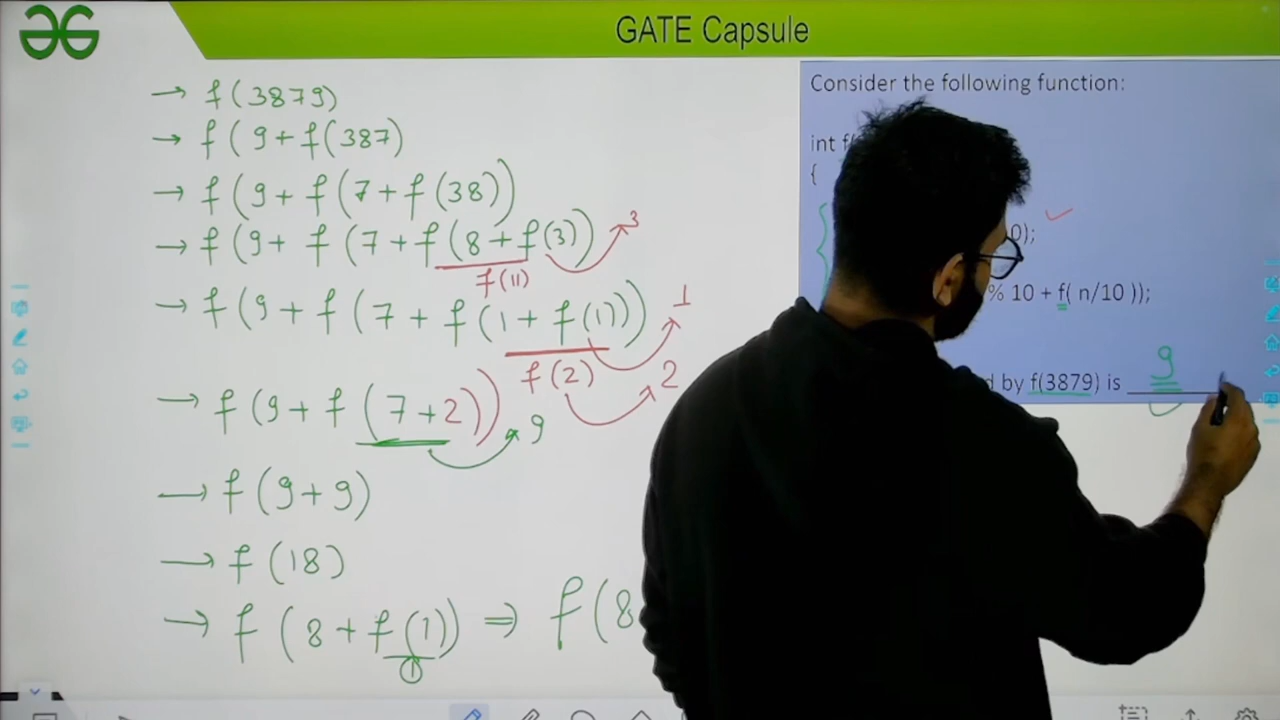 GATE Capsule
→ f(3879)
→ f(9+f(387)
→ f(9+f(7+f(38))
→ f(9+ f(7+f(8+f(3)) 3
f(11)
→ f(9+f(7+f(1+f(1))) 1
f(2) 2
→ f(9+f(7+2)) 9
→ f(9+9)
→ f(18)
→ f(8+f(1)) ⇒ f(8
1
Consider the following function:
int
{
0);
% 10 + f( n/10 ));
by f(3879) is 9